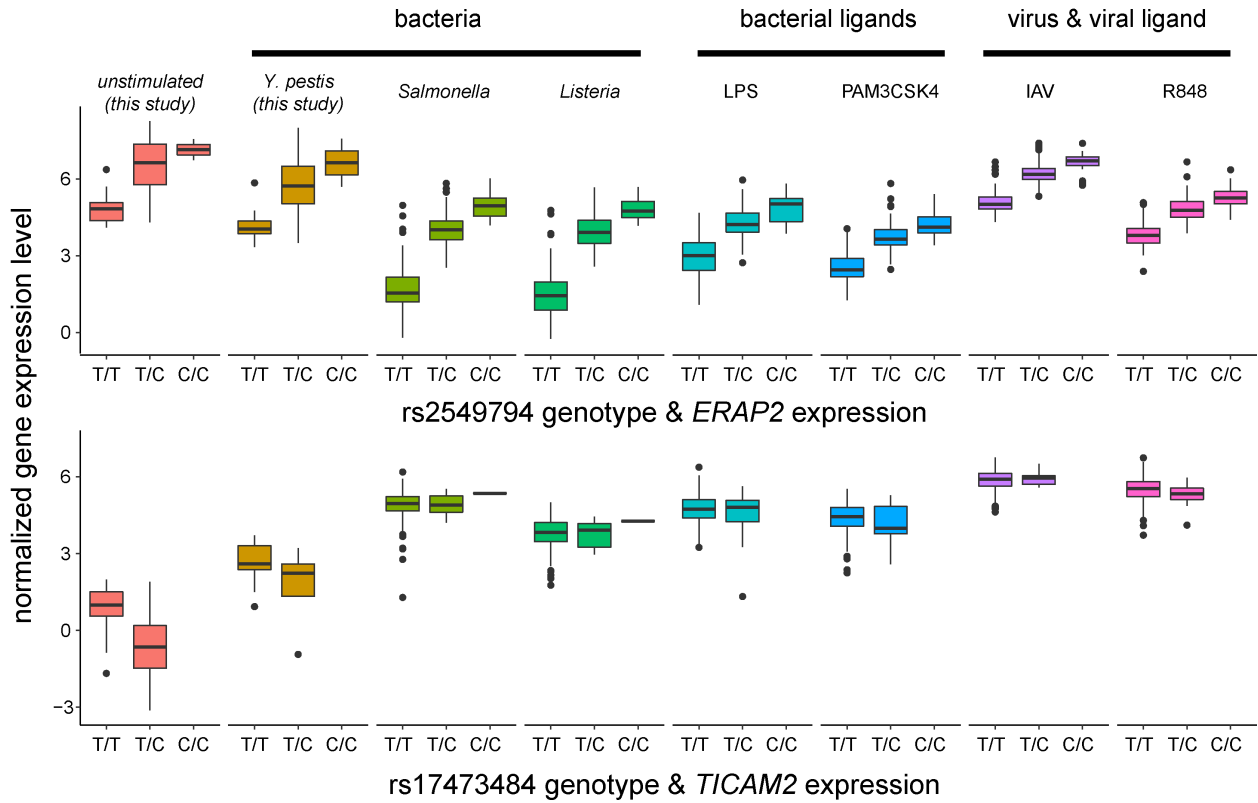 bacteria bacterial ligands virus & viral ligand
unstimulated Y. pestis
(this study) (this study) Salmonella Listeria LPS PAM3CSK4 IAV R848
6
3
0
T/T T/C C/C T/T T/C C/C T/T T/C C/C T/T T/C C/C T/T T/C C/C T/T T/C C/C T/T T/C C/C T/T T/C C/C
rs2549794 genotype & ERAP2 expression
normalized gene expression level
6
3
0
−3
T/T T/C C/C T/T T/C C/C T/T T/C C/C T/T T/C C/C T/T T/C C/C T/T T/C C/C T/T T/C C/C T/T T/C C/C
rs17473484 genotype & TICAM2 expression